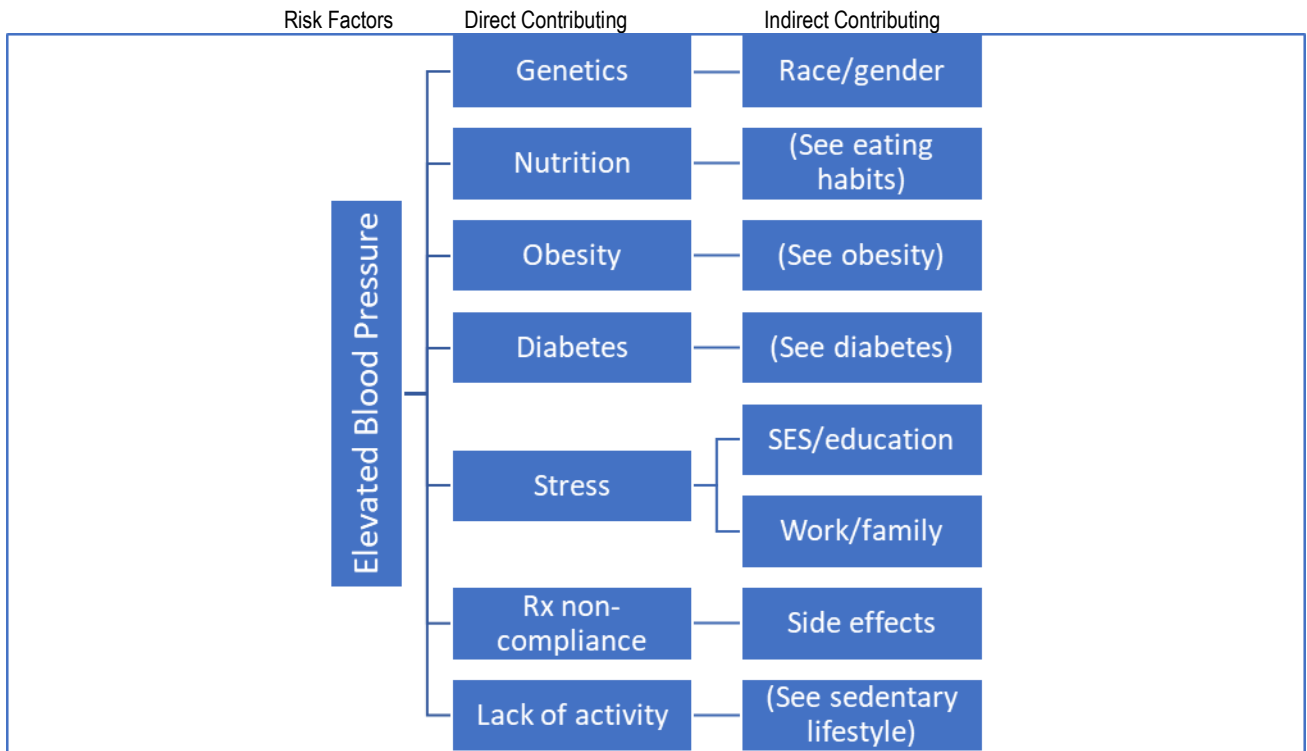 Risk Factors
Direct Contributing
Indirect Contributing
Elevated Blood Pressure
Genetics
Race/gender
Nutrition
(See eating
habits)
Obesity
(See obesity)
Diabetes
(See diabetes)
Stress
SES/education
Work/family
Rx non-
compliance
Side effects
Lack of activity
(See sedentary
lifestyle)